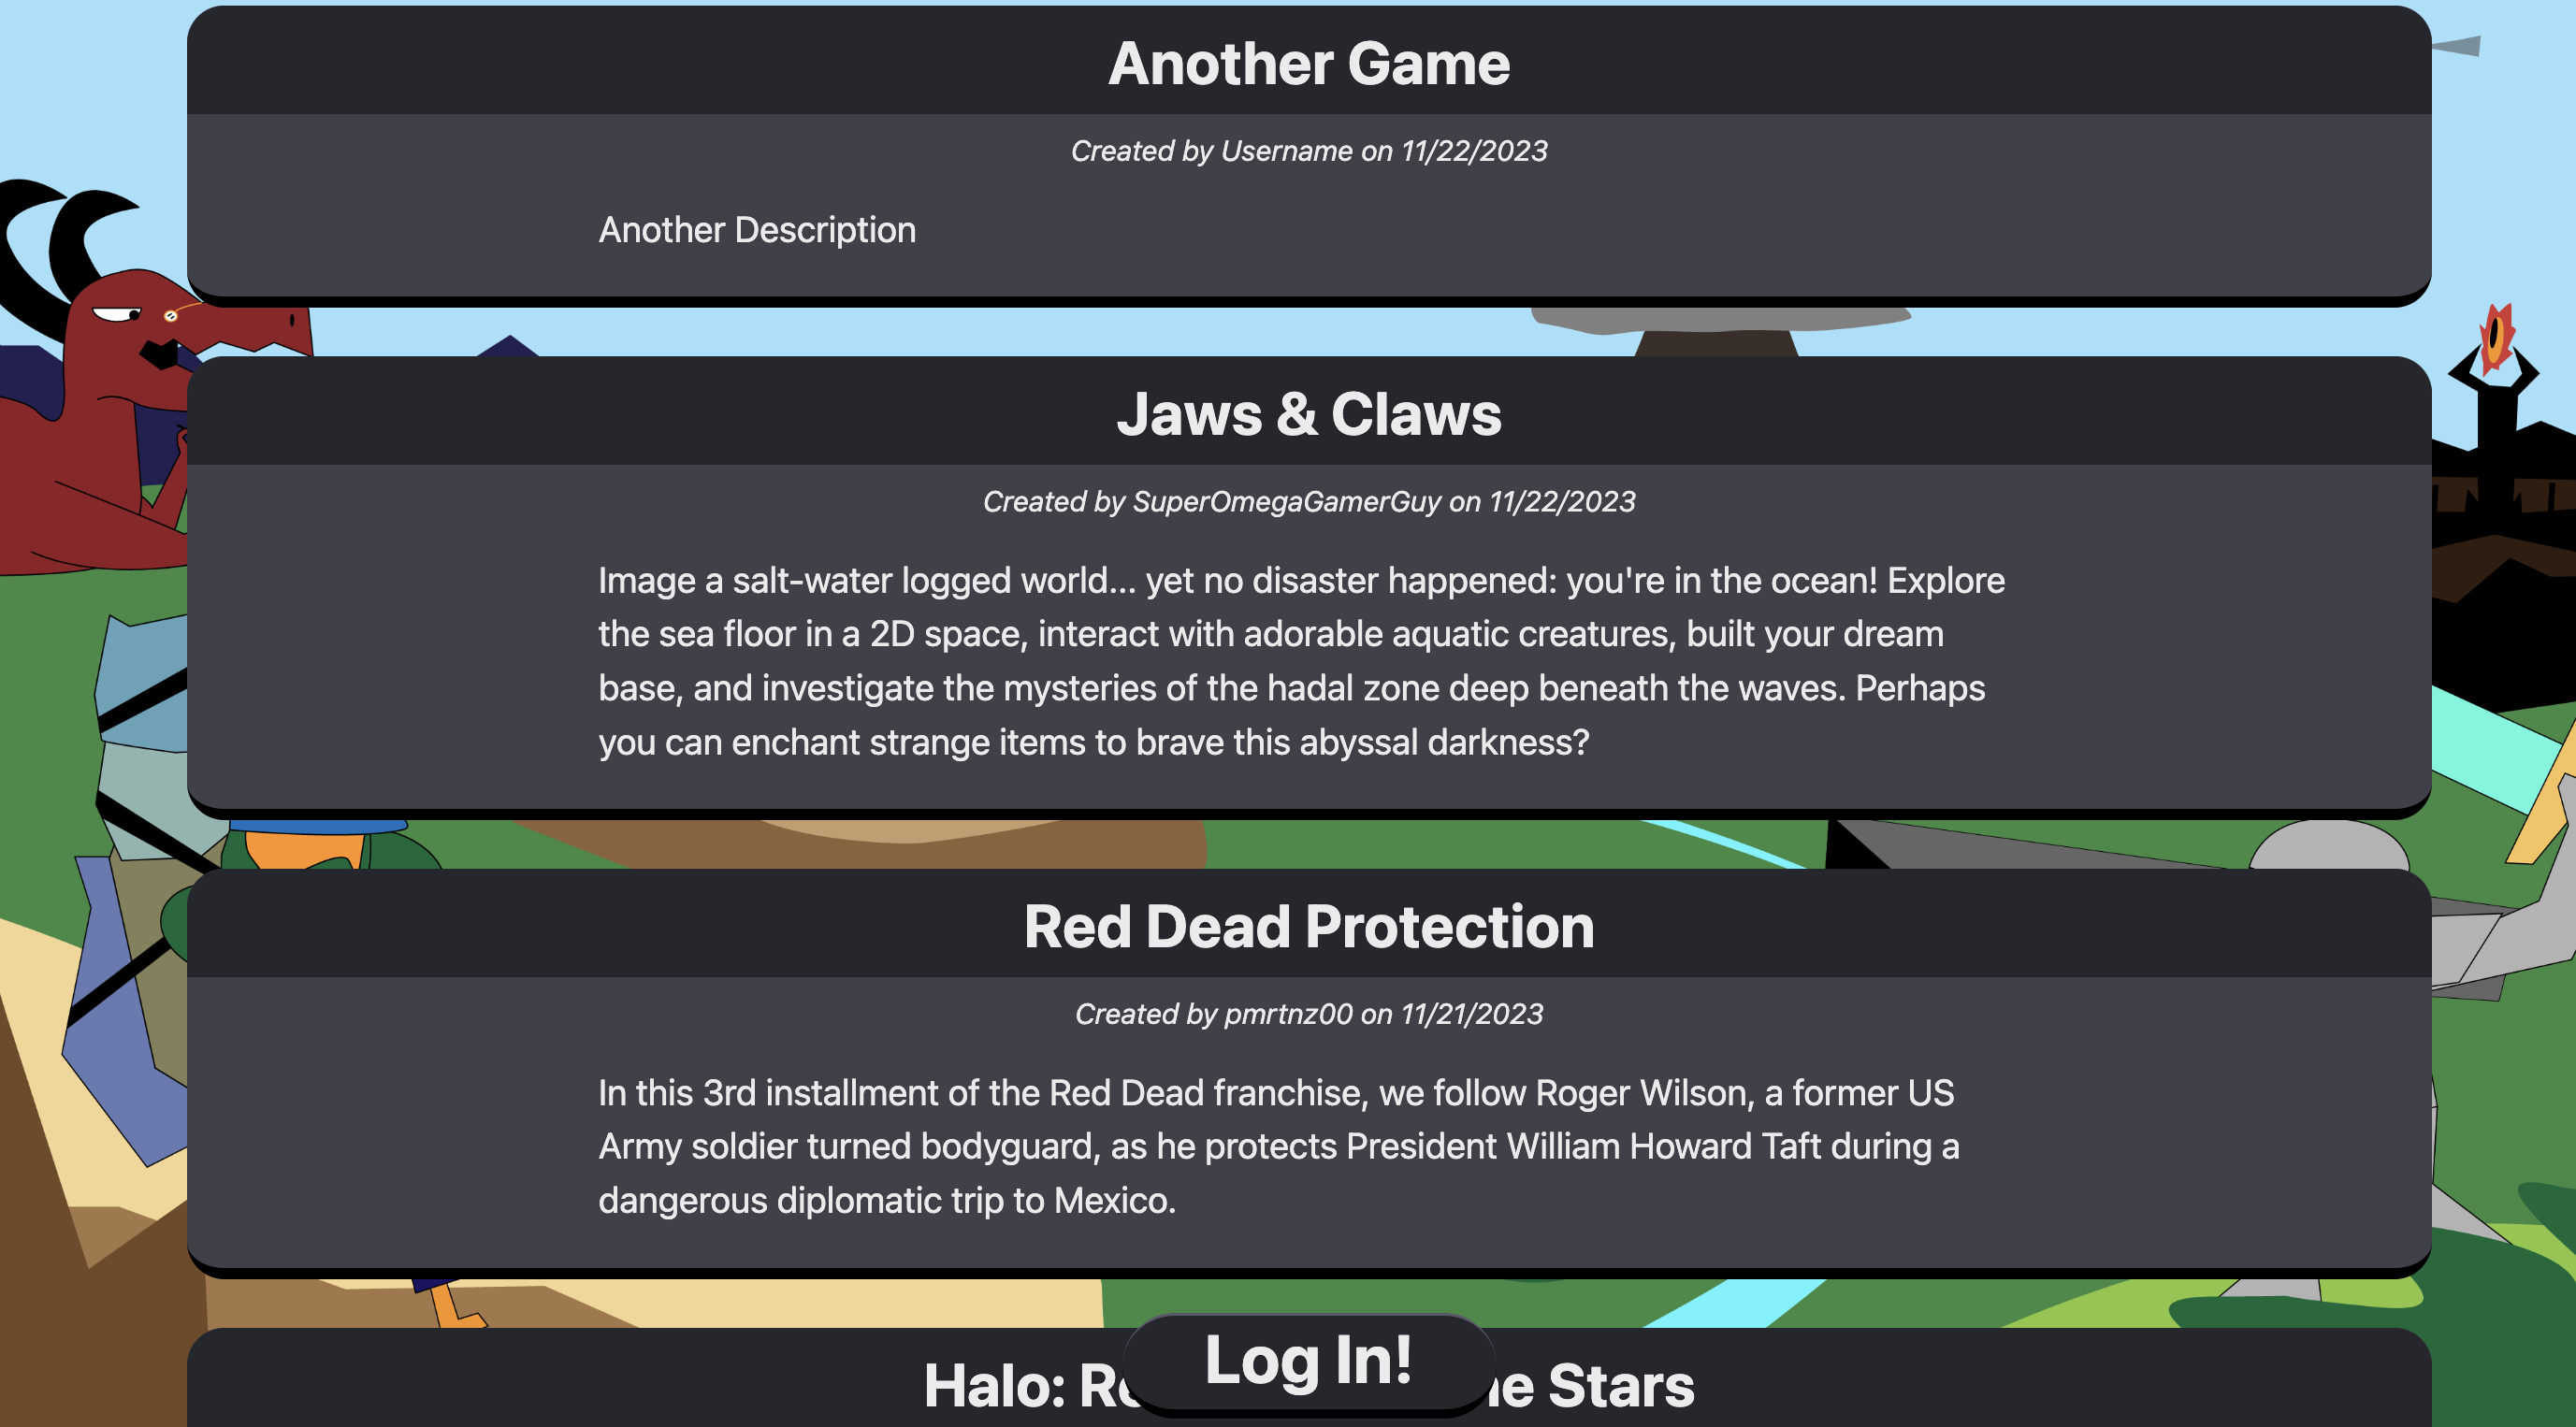 Another Game
Created by Username on 11/22/2023
Another Description
Jaws & Claws
Created by SuperOmegaGamerGuy on 11/22/2023
Image a salt-water logged world... yet no disaster happened: you're in the ocean! Explore
the sea floor in a 2D space, interact with adorable aquatic creatures, built your dream
base, and investigate the mysteries of the hadal zone deep beneath the waves. Perhaps
you can enchant strange items to brave this abyssal darkness?
Red Dead Protection
Created by pmrtnz00 on 11/21/2023
In this 3rd installment of the Red Dead franchise, we follow Roger Wilson, a former US
Army soldier turned bodyguard, as he protects President William Howard Taft during a
dangerous diplomatic trip to Mexico.
Log In!
Halo: Stars